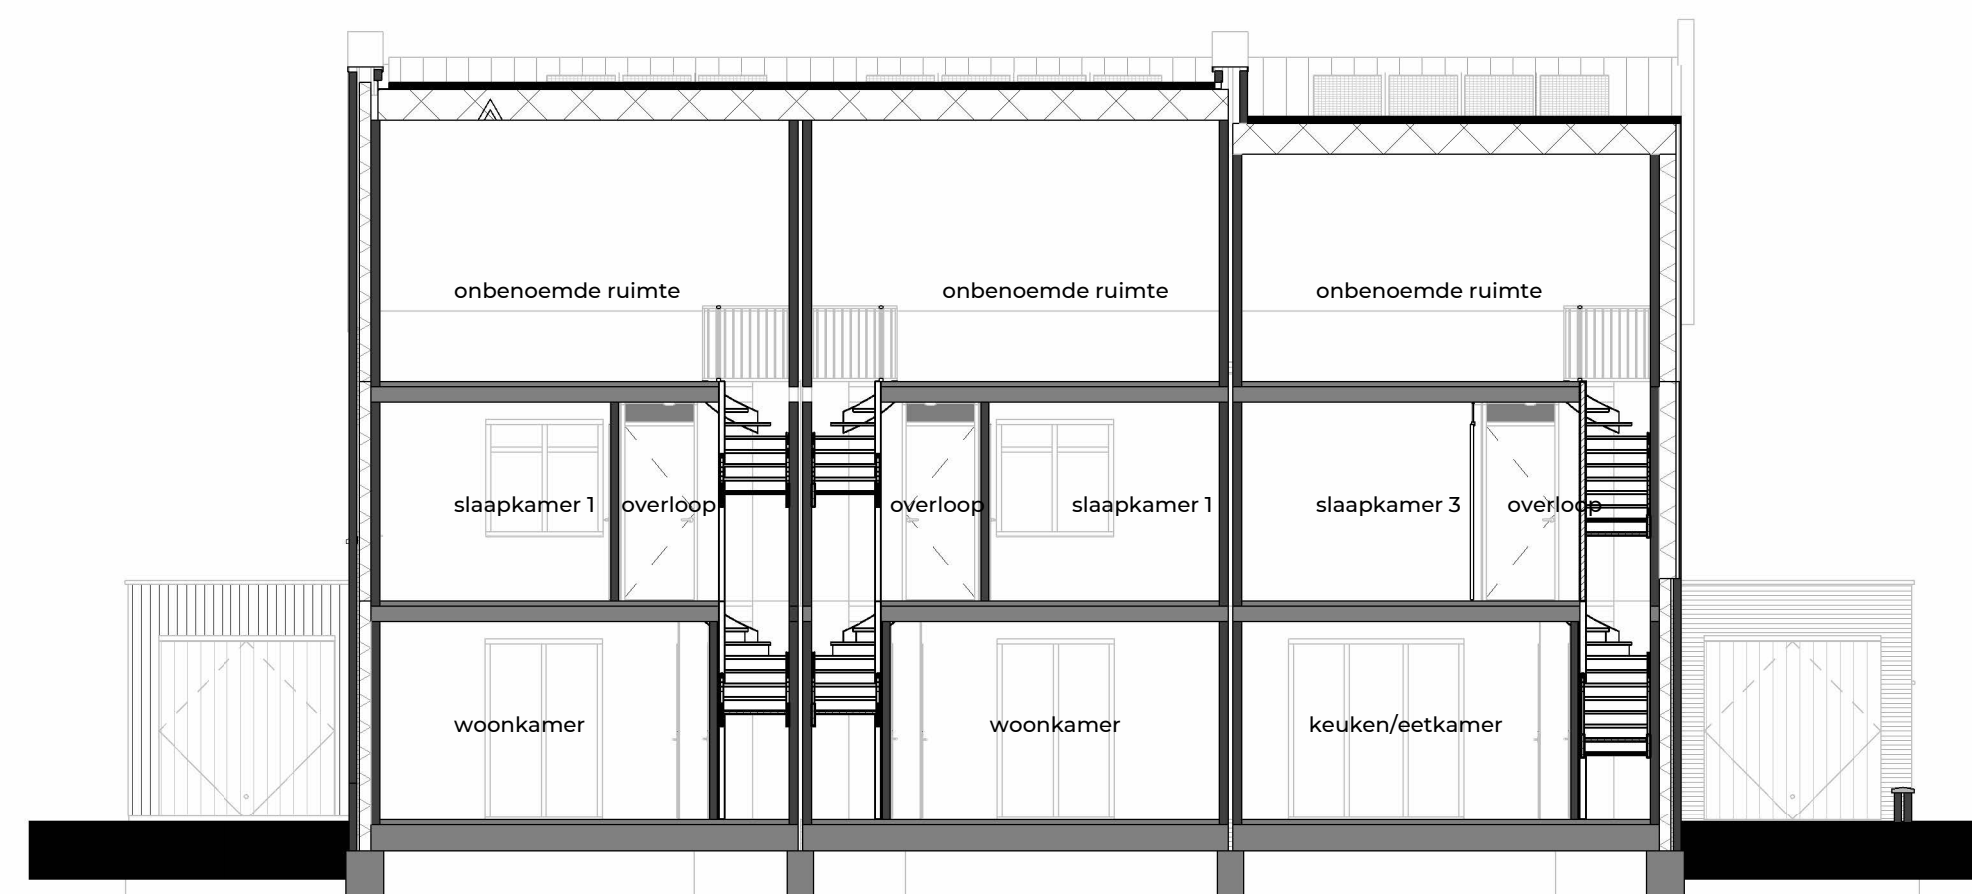 onbenoemde ruimte
onbenoemde ruimte
onbenoemde ruimte
slaapkamer 1
overloop
overloop
slaapkamer 1
slaapkamer 3
overloop
woonkamer
woonkamer
keuken/eetkamer